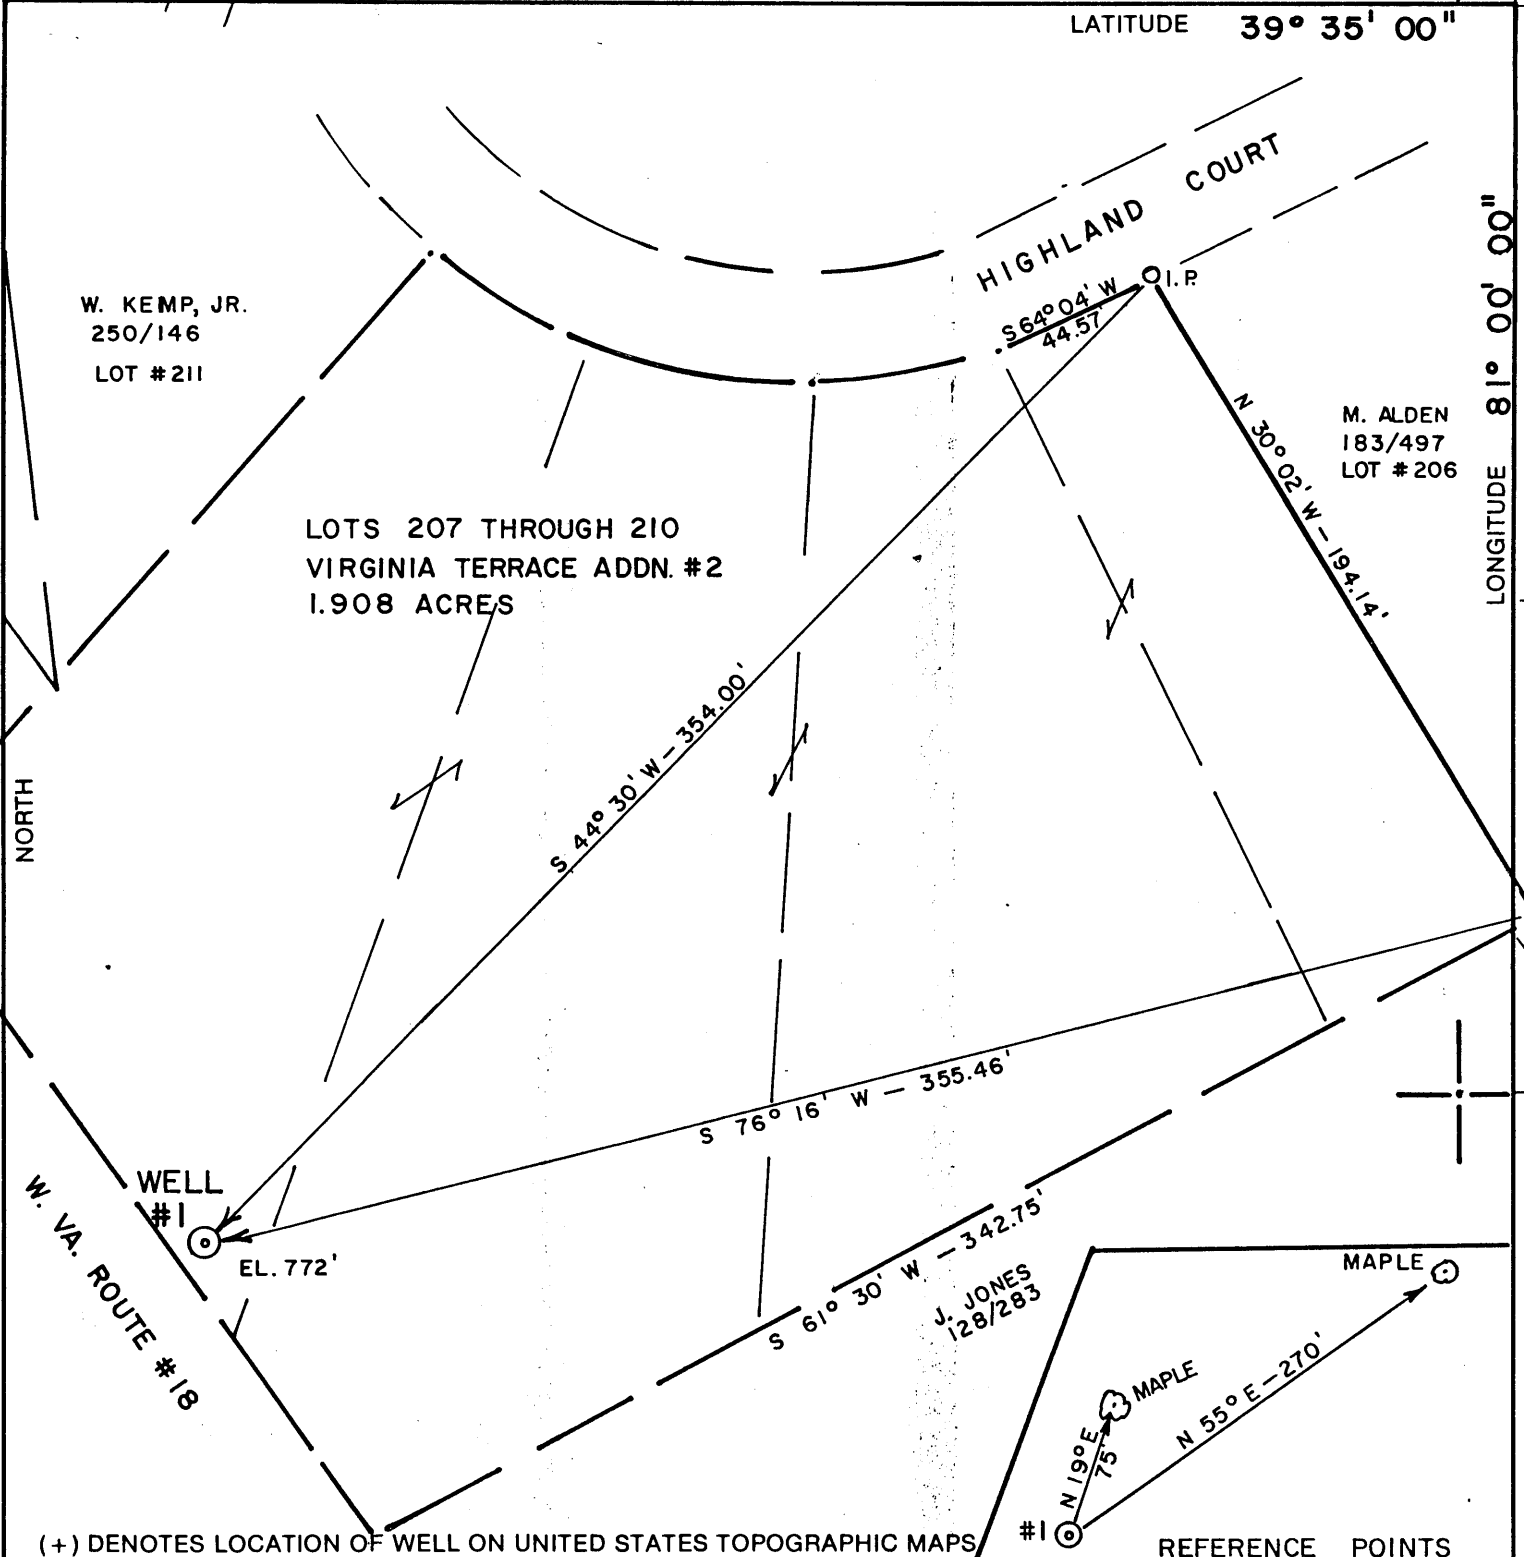 LATITUDE 39° 35' 00"
HIGHLAND COURT
LONGITUDE 81° 00' 00"
W. KEMP, JR.
250/146
LOT #211
S 64° 04' W
44.57'
I.P.
N 30° 02' W – 194.14'
M. ALDEN
183/497
LOT #206
LOTS 207 THROUGH 210
VIRGINIA TERRACE ADDN. #2
1.908 ACRES
S 44° 30' W – 354.00'
NORTH
S 76° 16' W – 355.46'
WELL
#1
EL. 772'
W. VA. ROUTE #18
S 61° 30' W – 342.75'
J. JONES
128/283
MAPLE
MAPLE
N 19° E
75'
N 55° E – 270'
#1
(+) DENOTES LOCATION OF WELL ON UNITED STATES TOPOGRAPHIC MAPS
REFERENCE POINTS